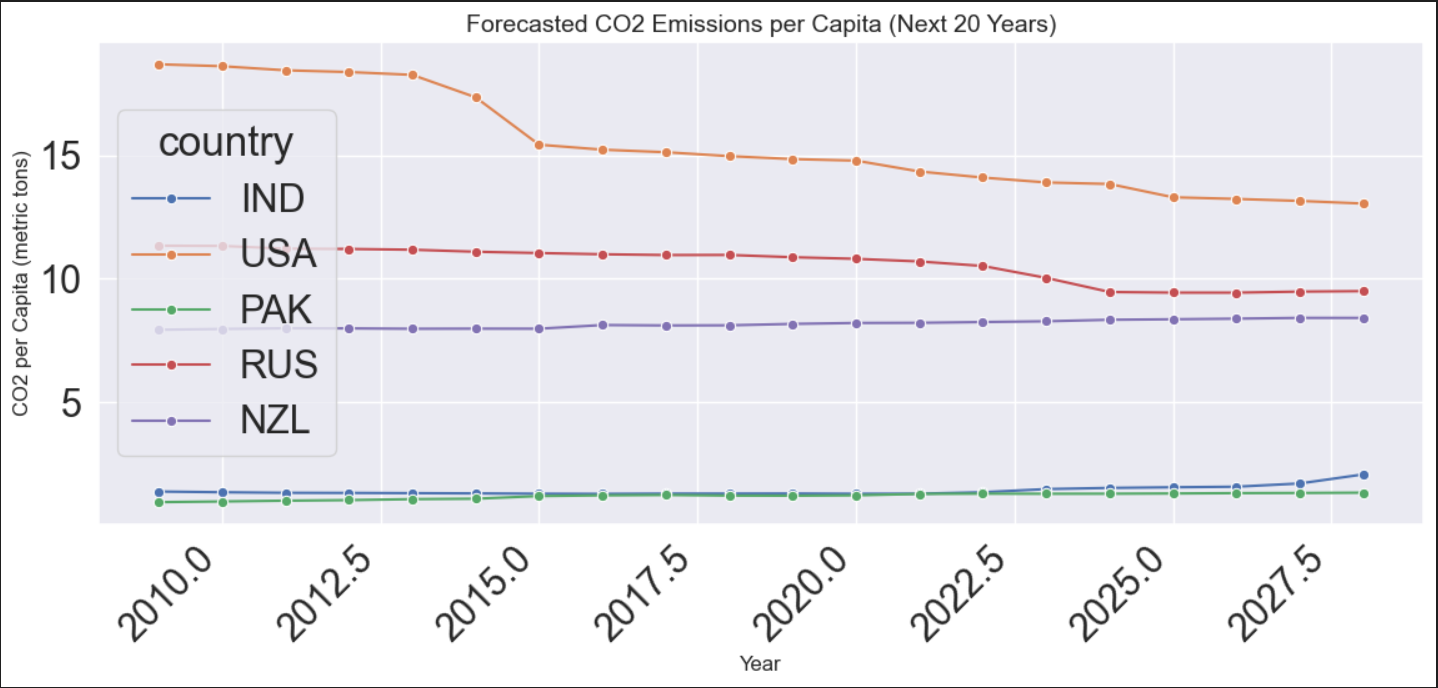 Forecasted CO2 Emissions per Capita (Next 20 Years)
CO2 per Capita (metric tons)
15
10
5
country
IND
USA
PAK
RUS
NZL
2010.0
2012.5
2015.0
2017.5
2020.0
2022.5
2025.0
2027.5
Year